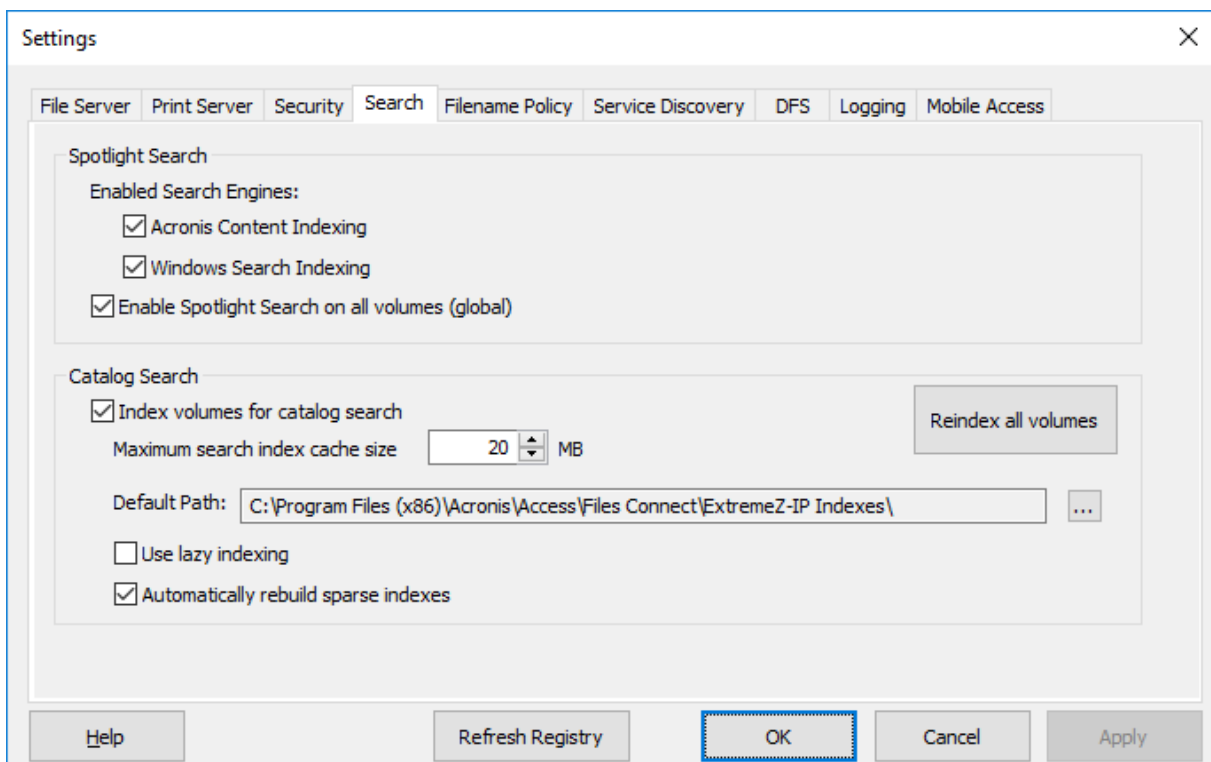 Settings
File Server Print Server Security Search Filename Policy Service Discovery DFS Logging Mobile Access
Spotlight Search
Enabled Search Engines:
Acronis Content Indexing
Windows Search Indexing
Enable Spotlight Search on all volumes (global)
Catalog Search
Index volumes for catalog search
Reindex all volumes
Maximum search index cache size 20 MB
Default Path: C:\Program Files (x86)\Acronis\Access\Files Connect\ExtremeZ-IP Indexes\ ...
Use lazy indexing
Automatically rebuild sparse indexes
Help Refresh Registry OK Cancel Apply